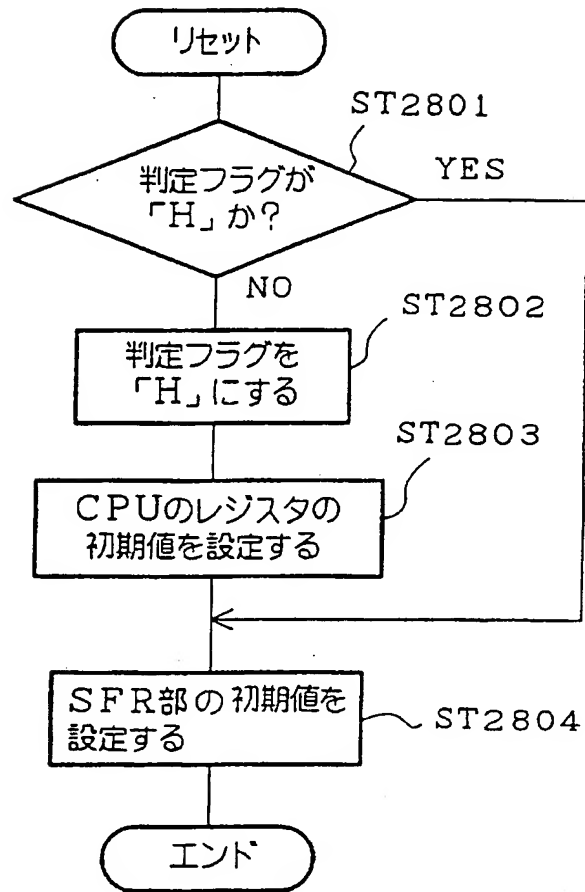 リセット
ST2801
判定フラグが
「H」か?
YES
NO
ST2802
判定フラグを
「H」にする
ST2803
CPUのレジスタの
初期値を設定する
SFR部の初期値を
設定する
ST2804
エンド